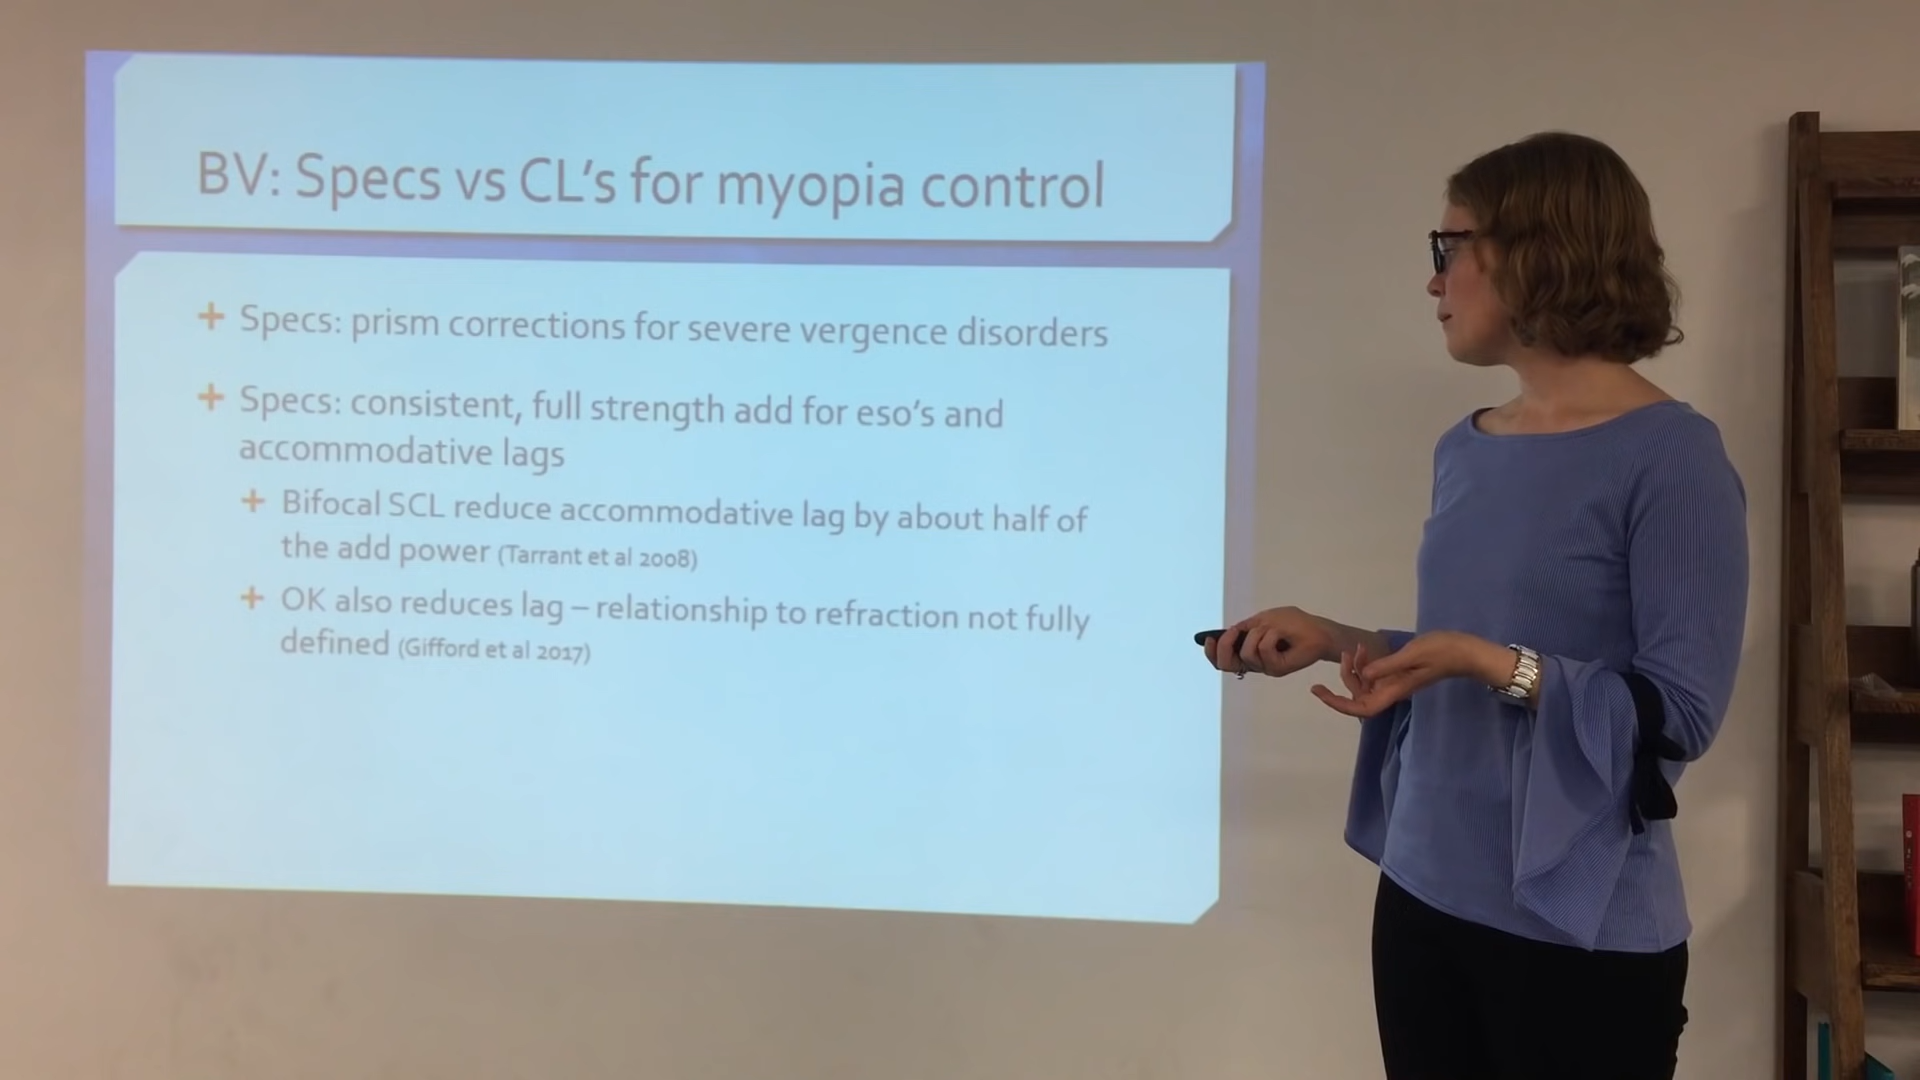 BV: Specs vs CL's for myopia control
+ Specs: prism corrections for severe vergence disorders
+ Specs: consistent, full strength add for eso's and
accommodative lags
+ Bifocal SCL reduce accommodative lag by about half of
the add power (Tarrant et al 2008)
+ OK also reduces lag – relationship to refraction not fully
defined (Gifford et al 2017)